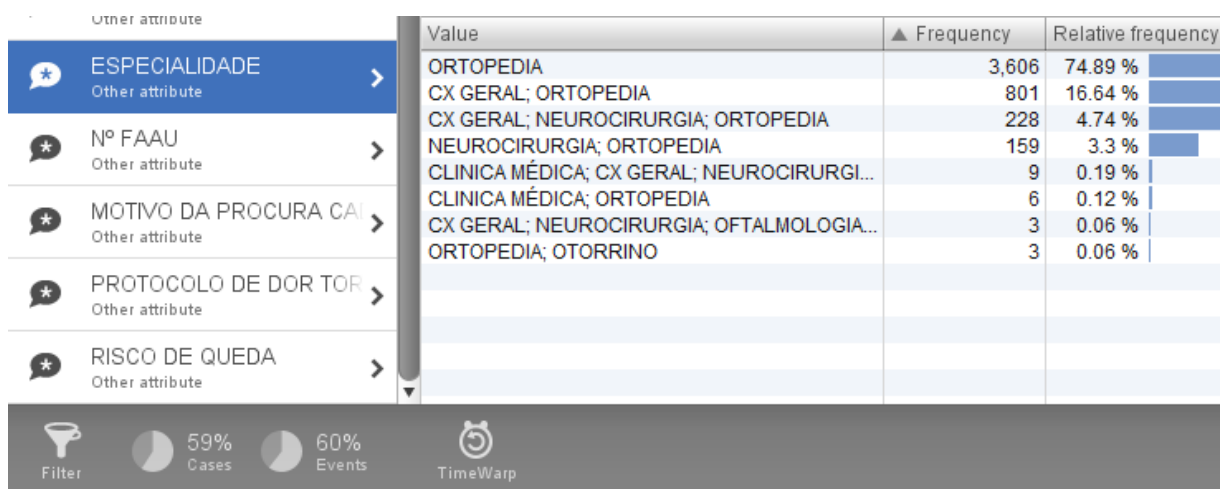 Other attribute
ESPECIALIDADE
Other attribute
Nº FAAU
Other attribute
MOTIVO DA PROCURA CA
Other attribute
PROTOCOLO DE DOR TOR
Other attribute
RISCO DE QUEDA
Other attribute
Value ▲ Frequency Relative frequency
ORTOPEDIA 3,606 74.89 %
CX GERAL; ORTOPEDIA 801 16.64 %
CX GERAL; NEUROCIRURGIA; ORTOPEDIA 228 4.74 %
NEUROCIRURGIA; ORTOPEDIA 159 3.3 %
CLINICA MÉDICA; CX GERAL; NEUROCIRURGI... 9 0.19 %
CLINICA MÉDICA; ORTOPEDIA 6 0.12 %
CX GERAL; NEUROCIRURGIA; OFTALMOLOGIA... 3 0.06 %
ORTOPEDIA; OTORRINO 3 0.06 %
Filter
59%
Cases
60%
Events
TimeWarp